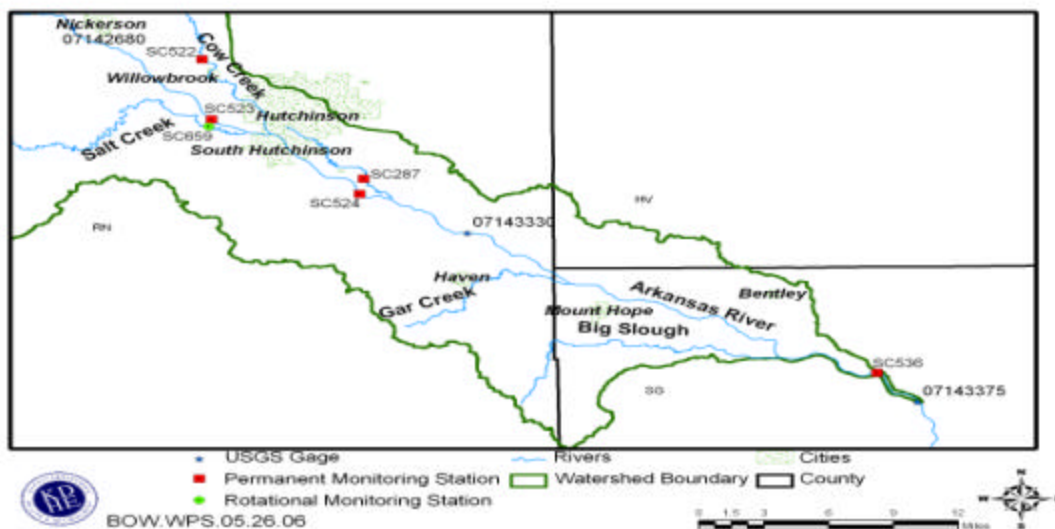 Nickerson
07142680
SC522
Cow Creek
Willowbrook
SC523
Hutchinson
SC659
Salt Creek
South Hutchinson
SC287
SC524
HV
RN
07143330
Haven
Gar Creek
Arkansas River
Bentley
Mount Hope
Big Slough
SC536
SG
07143375
USGS Gage
Rivers
Cities
Permanent Monitoring Station
Watershed Boundary
County
Rotational Monitoring Station
BOW.WPS.05.26.06
0 1.5 3 6 9 12
Miles
N
W E
S